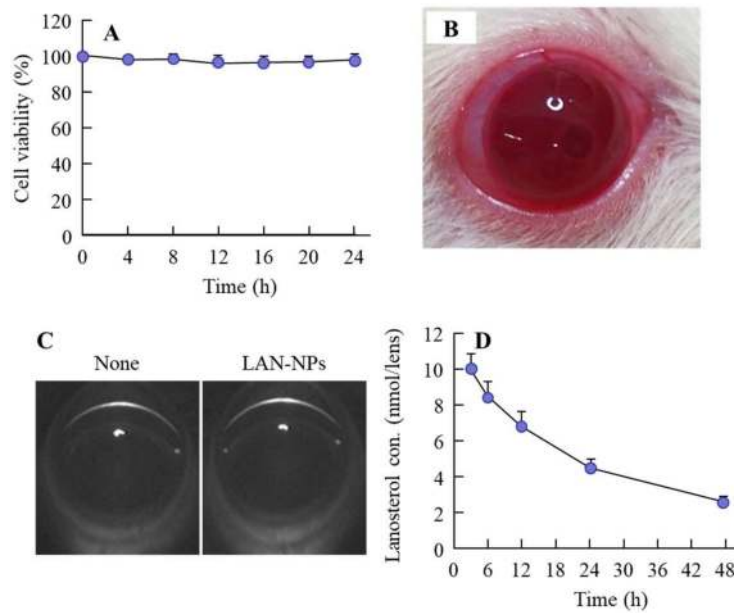 A
Cell viability (%)
120
100
80
60
40
20
0
0 4 8 12 16 20 24
Time (h)
B
C
None LAN-NPs
D
Lanosterol con. (nmol/lens)
12
10
8
6
4
2
0
0 6 12 18 24 30 36 42 48
Time (h)